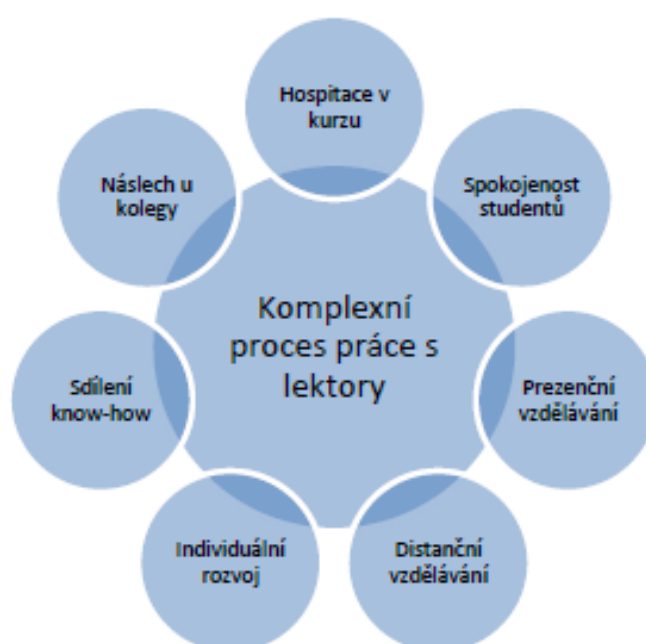 Hospitace v
kurzu
Spokojenost
studentů
Prezenční
vzdělávání
Distanční
vzdělávání
Individuální
rozvoj
Sdílení
know-how
Náslech u
kolegy
Komplexní
proces práce s
lektory